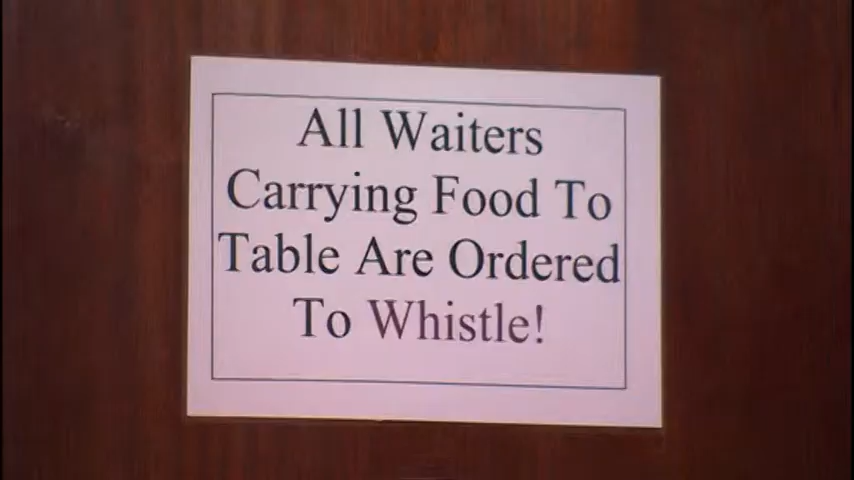 All Waiters
Carrying Food To
Table Are Ordered
To Whistle!